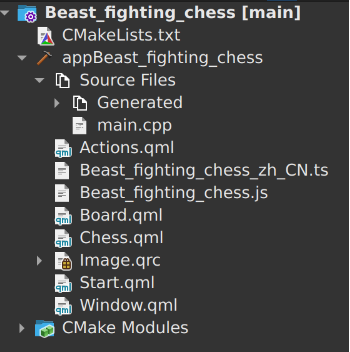 Beast_fighting_chess [main]
CMakeLists.txt
appBeast_fighting_chess
Source Files
Generated
main.cpp
Actions.qml
Beast_fighting_chess_zh_CN.ts
Beast_fighting_chess.js
Board.qml
Chess.qml
Image.qrc
Start.qml
Window.qml
CMake Modules